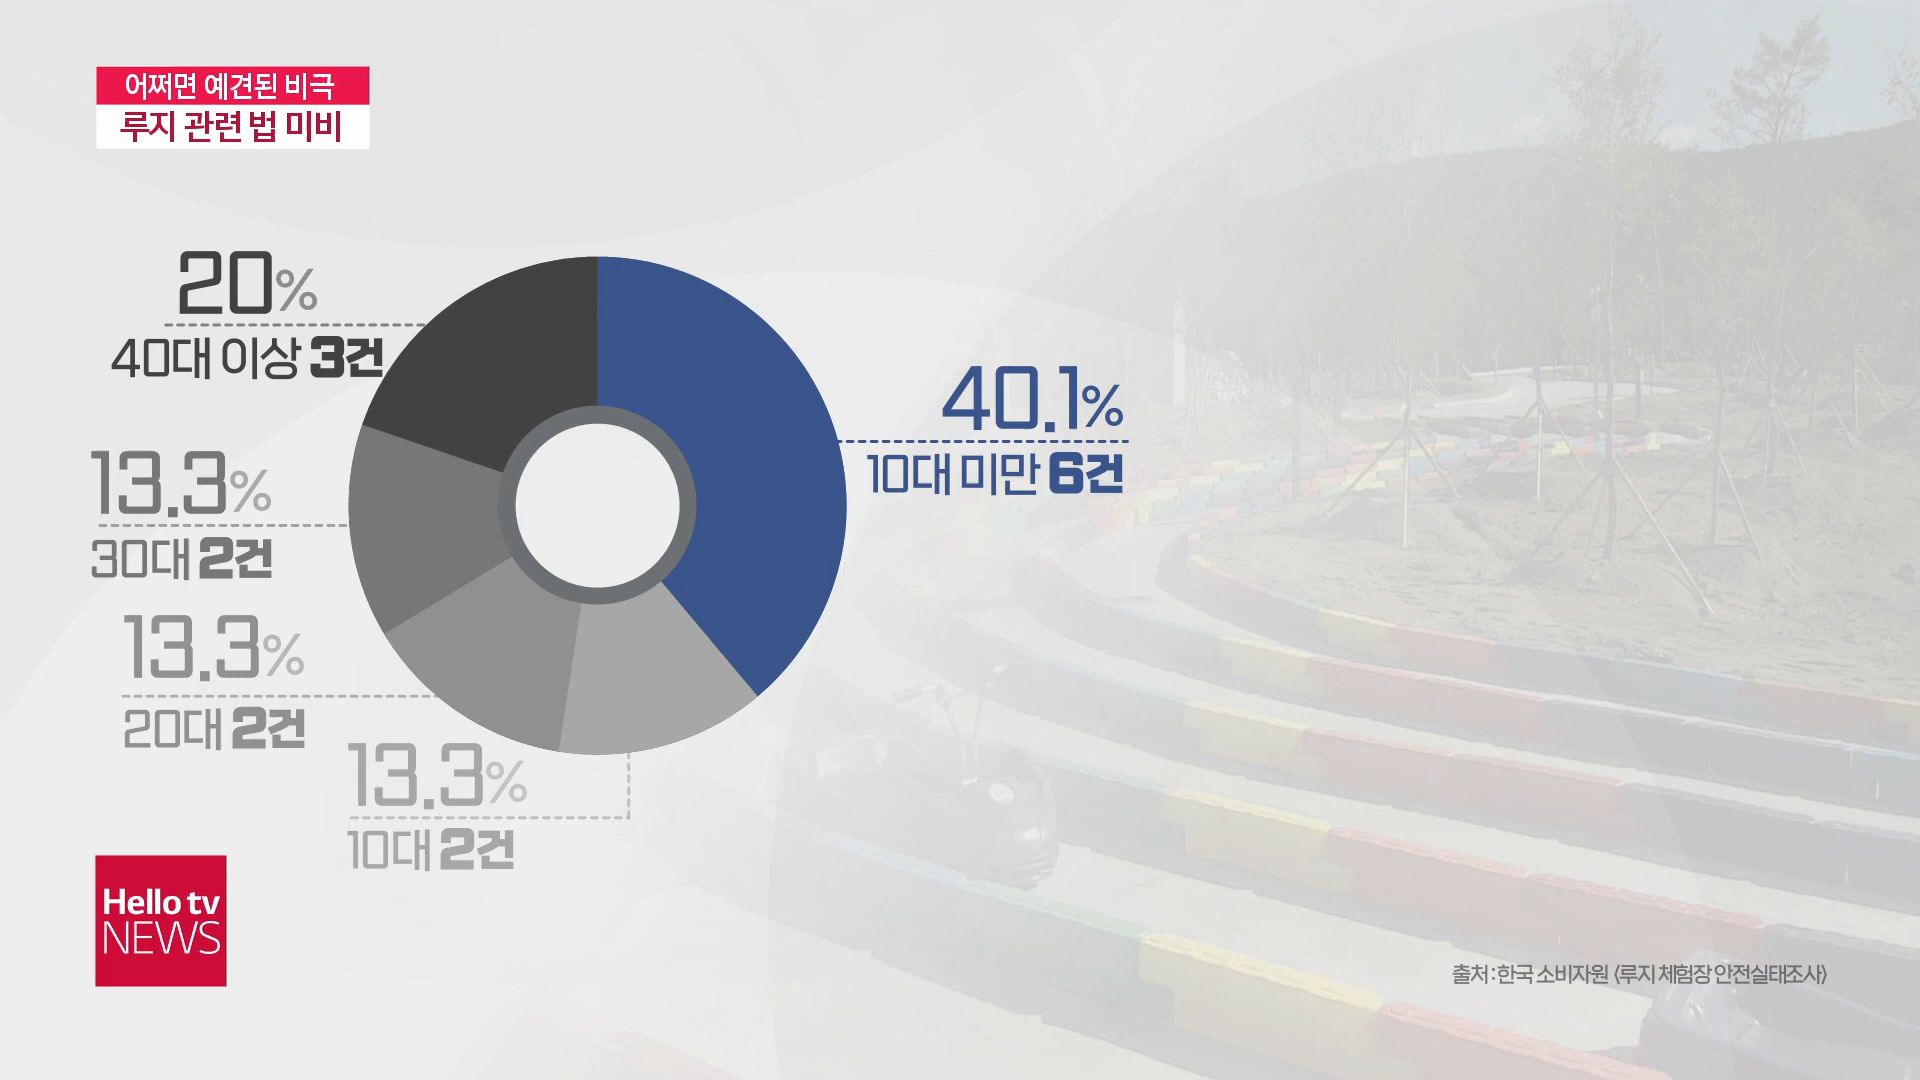 어쩌면 예견된 비극
루지 관련 법 미비
20%
40대 이상 3건
40.1%
10대 미만 6건
13.3%
30대 2건
13.3%
20대 2건
13.3%
10대 2건
Hello tv
NEWS
출처 : 한국 소비자원 <루지 체험장 안전실태조사>